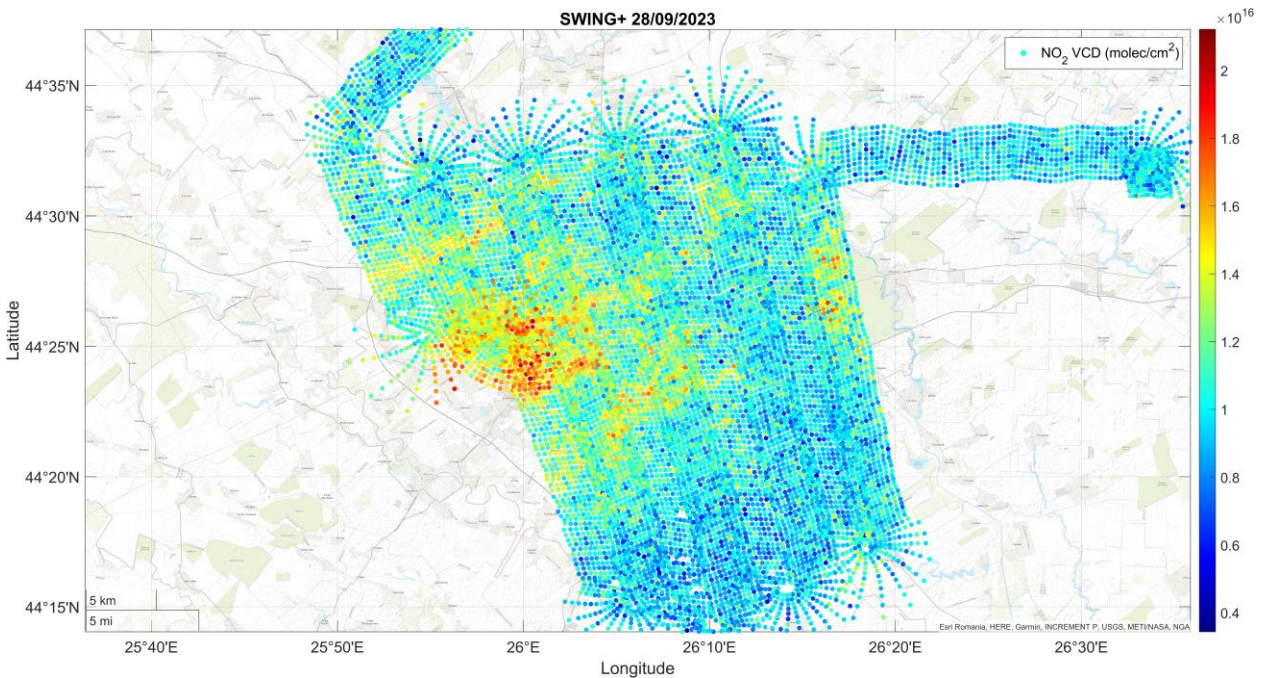 SWING+ 28/09/2023
×10¹⁶
NO₂ VCD (molec/cm²)
44°35'N
44°30'N
44°25'N
44°20'N
44°15'N
Latitude
2
1.8
1.6
1.4
1.2
1
0.8
0.6
0.4
5 km
5 mi
Esri Romania, HERE, Garmin, INCREMENT P, USGS, METI/NASA, NGA
25°40'E
25°50'E
26°E
26°10'E
26°20'E
26°30'E
Longitude